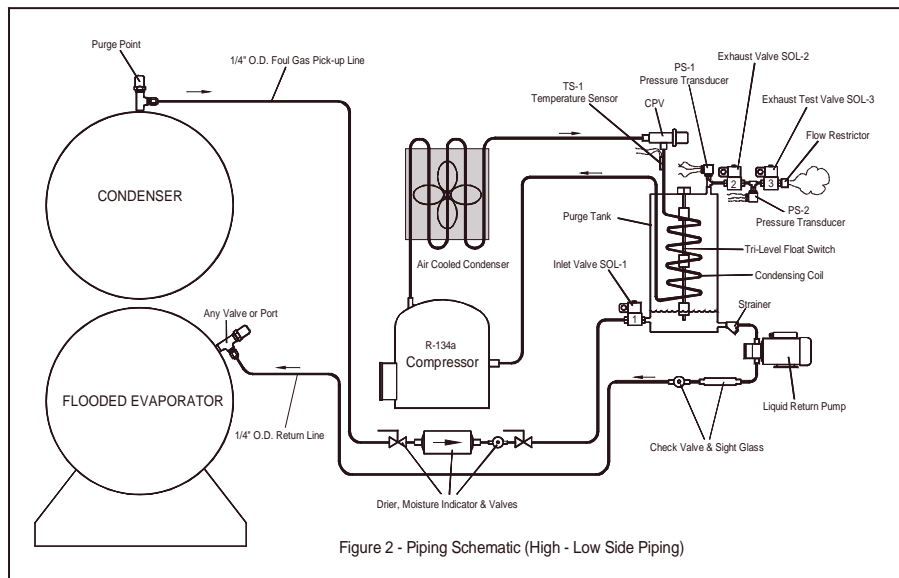 Purge Point
1/4" O.D. Foul Gas Pick-up Line
CONDENSER
TS-1
Temperature Sensor
CPV
PS-1
Pressure Transducer
Exhaust Valve SOL-2
Exhaust Test Valve SOL-3
Flow Restrictor
2
3
PS-2
Pressure Transducer
Purge Tank
Tri-Level Float Switch
Air Cooled Condenser
Inlet Valve SOL-1
Condensing Coil
Strainer
1
Any Valve or Port
R-134a
Compressor
FLOODED EVAPORATOR
Liquid Return Pump
1/4" O.D. Return Line
Check Valve & Sight Glass
Drier, Moisture Indicator & Valves
Figure 2 - Piping Schematic (High - Low Side Piping)